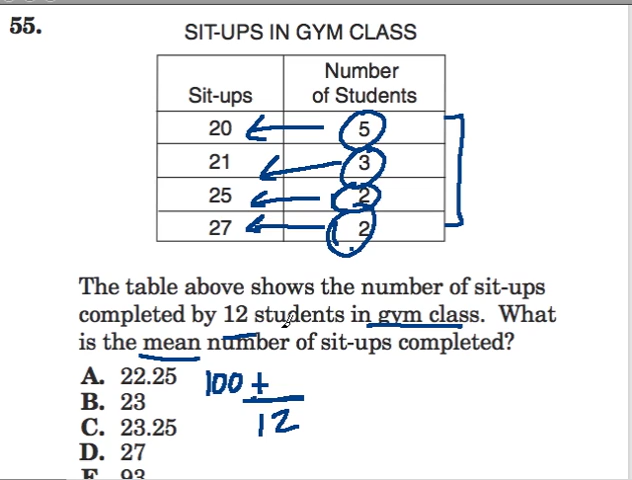 55.
SIT-UPS IN GYM CLASS
Sit-ups Number of Students
20 5
21 3
25 2
27 2
The table above shows the number of sit-ups
completed by 12 students in gym class. What
is the mean number of sit-ups completed?
A. 22.25
B. 23
C. 23.25
D. 27
E. 93
100 +
12